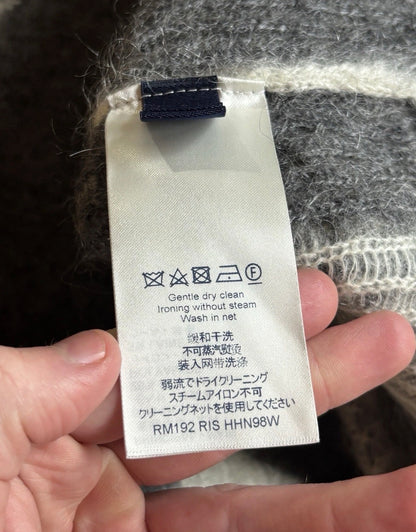 F
Gentle dry clean
Ironing without steam
Wash in net
缓和干洗
不可蒸汽熨烫
装入网带洗涤
弱流でドライクリーニング
スチームアイロン不可
クリーニングネットを使用してください
RM192 RIS HHN98W